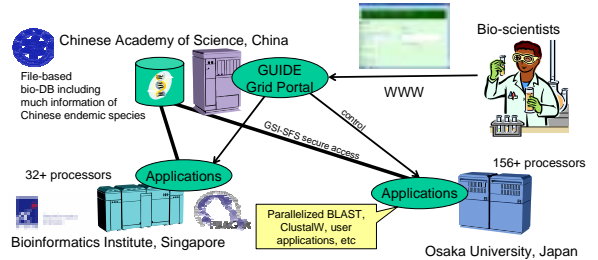 Chinese Academy of Science, China
Bio-scientists
File-based
bio-DB including
much information of
Chinese endemic species
GUIDE
Grid Portal
WWW
control
GSI-SFS secure access
32+ processors
Applications
156+ processors
Applications
Parallelized BLAST,
ClustalW, user
applications, etc
Bioinformatics Institute, Singapore
Osaka University, Japan